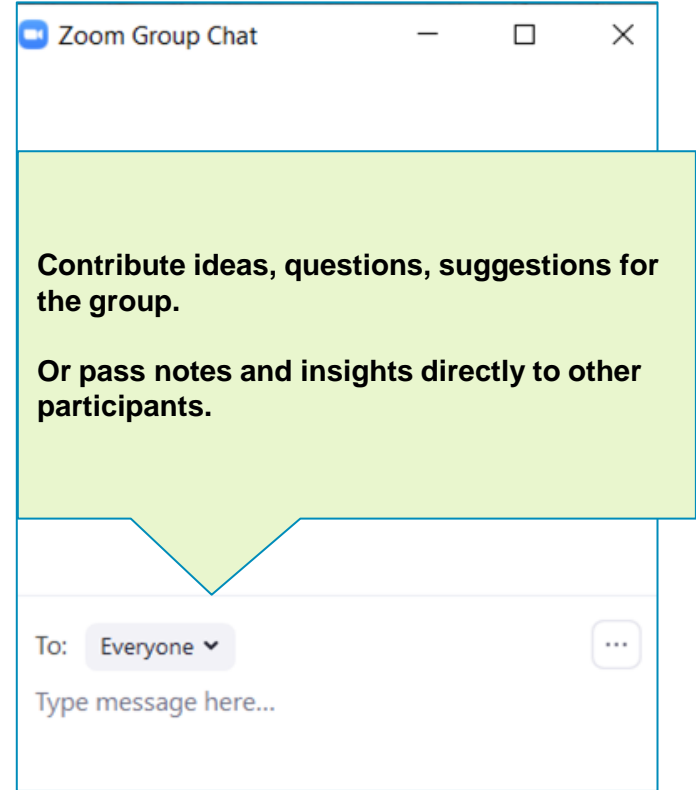 Zoom Group Chat
Contribute ideas, questions, suggestions for
the group.
Or pass notes and insights directly to other
participants.
To: Everyone
Type message here...